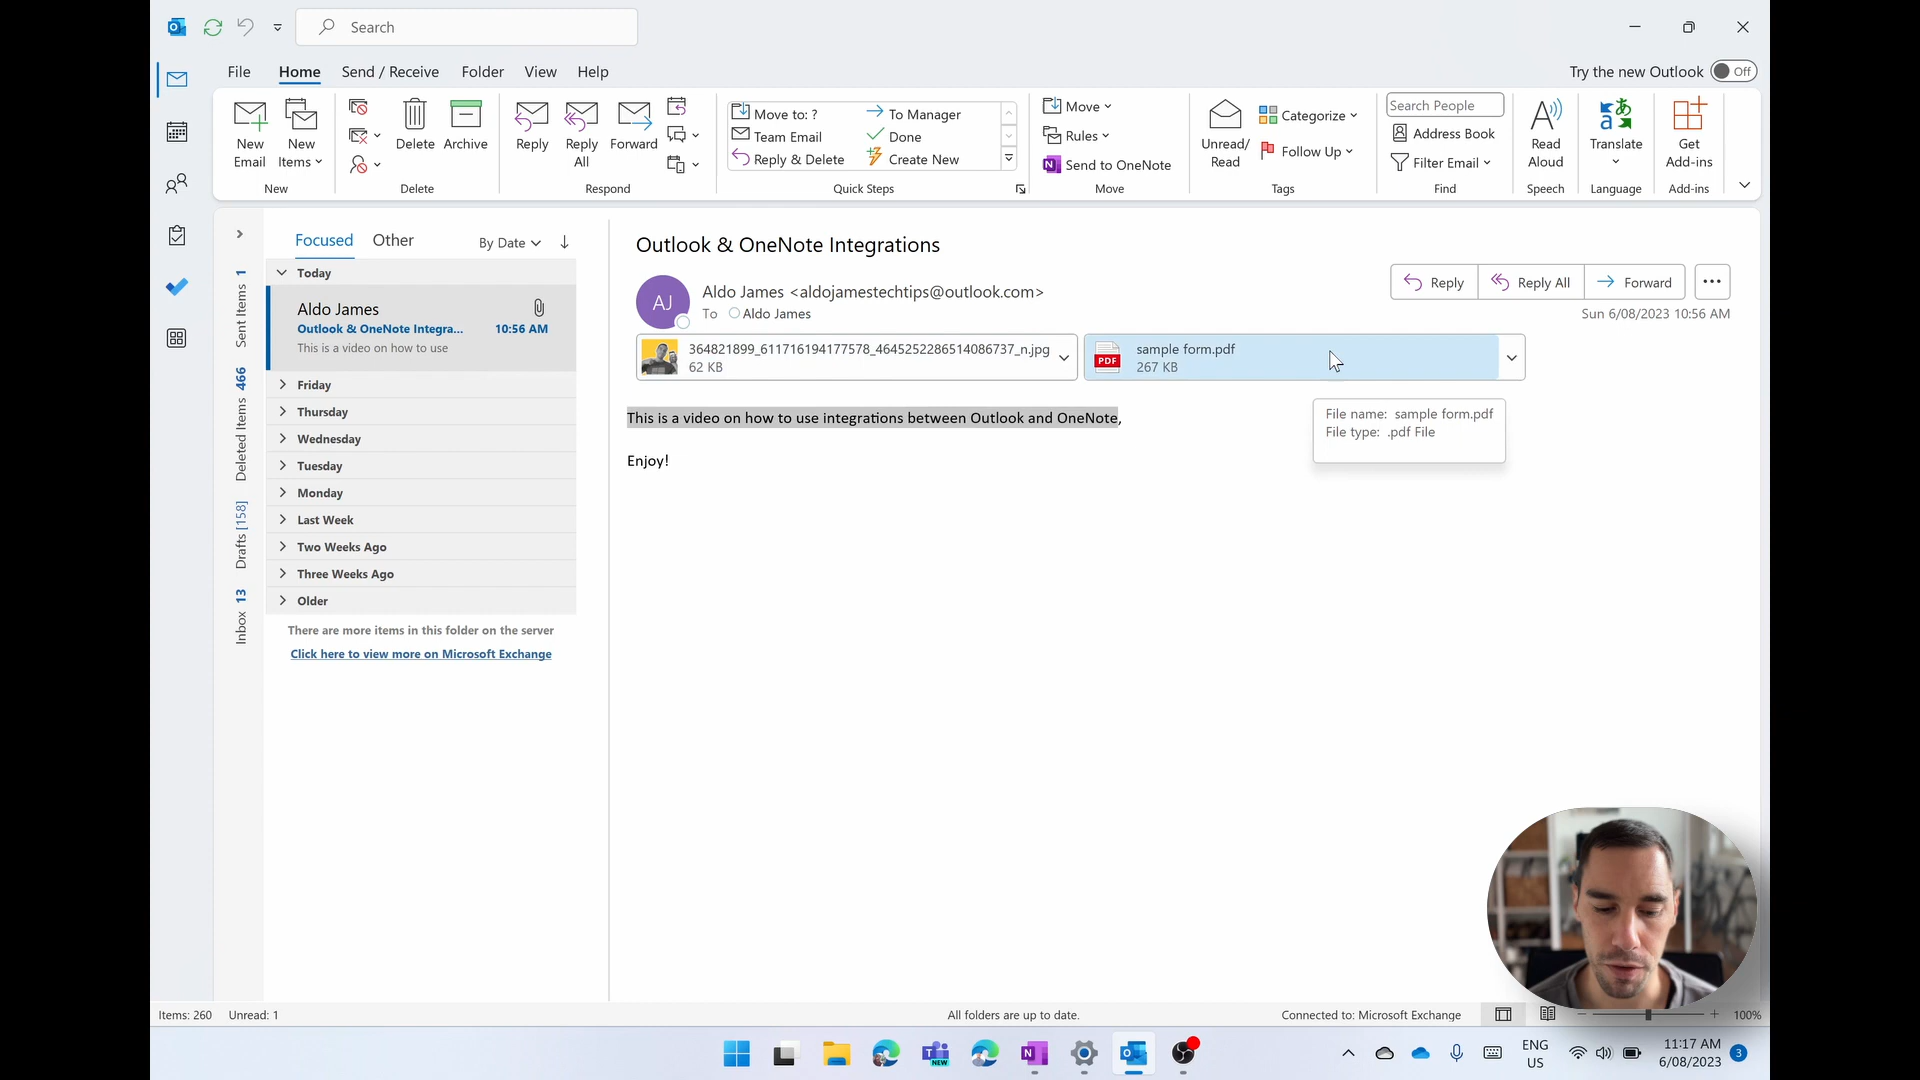 Search
File Home Send / Receive Folder View Help
Try the new Outlook Off
New Email
New Items
Delete
Archive
Reply
Reply All
Forward
Move to: ?
To Manager
Team Email
Done
Reply & Delete
Create New
Move
Rules
Send to OneNote
Unread/ Read
Categorize
Follow Up
Search People
Address Book
Filter Email
Read Aloud
Translate
Get Add-ins
New
Delete
Respond
Quick Steps
Move
Tags
Find
Speech
Language
Add-ins
Sent Items 1
Deleted Items 466
Drafts [158]
Inbox 13
Focused Other By Date
Today
Aldo James
Outlook & OneNote Integra... 10:56 AM
This is a video on how to use
Friday
Thursday
Wednesday
Tuesday
Monday
Last Week
Two Weeks Ago
Three Weeks Ago
Older
There are more items in this folder on the server
Click here to view more on Microsoft Exchange
Outlook & OneNote Integrations
AJ
Aldo James <aldojamestechtips@outlook.com>
To Aldo James
Reply Reply All Forward
Sun 6/08/2023 10:56 AM
364821899_611716194177578_4645252286514086737_n.jpg
62 KB
PDF
sample form.pdf
267 KB
File name: sample form.pdf
File type: .pdf File
This is a video on how to use integrations between Outlook and OneNote,
Enjoy!
Items: 260 Unread: 1
All folders are up to date.
Connected to: Microsoft Exchange
100%
NEW
ENG
US
11:17 AM
6/08/2023
3